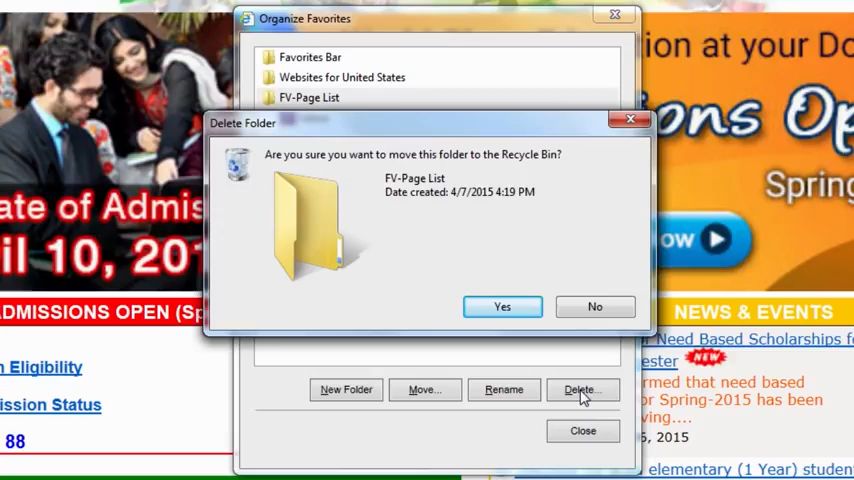 Organize Favorites
Favorites Bar
Websites for United States
FV-Page List
Delete Folder
Are you sure you want to move this folder to the Recycle Bin?
FV-Page List
Date created: 4/7/2015 4:19 PM
Yes
No
New Folder
Move...
Rename
Delete...
Close
ion at your Do
ons Op
Spring
OW
ate of Admis
il 10, 201
ADMISSIONS OPEN (Sp
n Eligibility
ission Status
88
NEWS & EVENTS
r Need Based Scholarships fo
ester NEW
ormed that need based
or Spring-2015 has been
ving....
5, 2015
elementary (1 Year) student